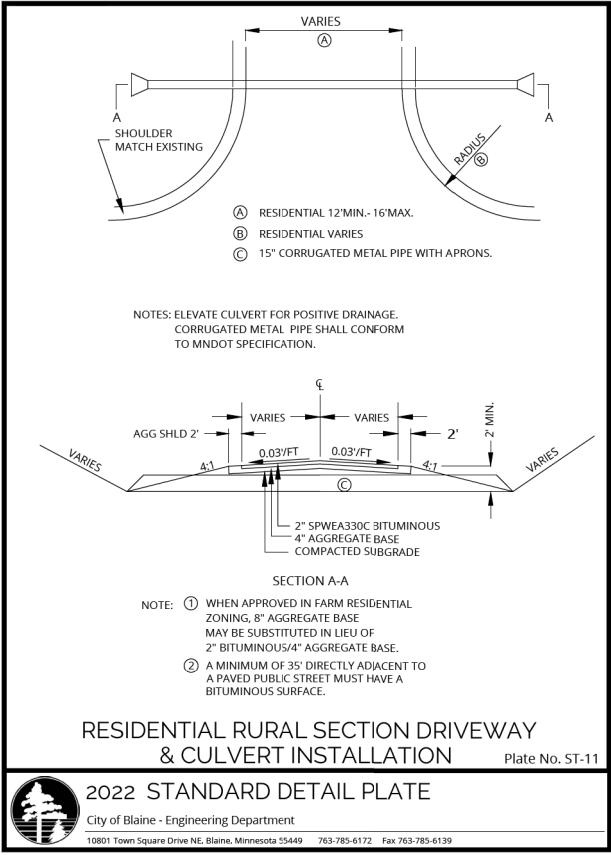 VARIES
Ⓐ
A
A
SHOULDER
MATCH EXISTING
RADIUS
Ⓑ
Ⓐ RESIDENTIAL 12'MIN.- 16'MAX.
Ⓑ RESIDENTIAL VARIES
Ⓒ 15" CORRUGATED METAL PIPE WITH APRONS.
NOTES: ELEVATE CULVERT FOR POSITIVE DRAINAGE.
CORRUGATED METAL PIPE SHALL CONFORM
TO MNDOT SPECIFICATION.
℄
VARIES VARIES
AGG SHLD 2' 2'
2' MIN.
VARIES 4:1 0.03'/FT 0.03'/FT 4:1 VARIES
Ⓒ
2" SPWEA330C BITUMINOUS
4" AGGREGATE BASE
COMPACTED SUBGRADE
SECTION A-A
NOTE: ① WHEN APPROVED IN FARM RESIDENTIAL
ZONING, 8" AGGREGATE BASE
MAY BE SUBSTITUTED IN LIEU OF
2" BITUMINOUS/4" AGGREGATE BASE.
② A MINIMUM OF 35' DIRECTLY ADJACENT TO
A PAVED PUBLIC STREET MUST HAVE A
BITUMINOUS SURFACE.
RESIDENTIAL RURAL SECTION DRIVEWAY
& CULVERT INSTALLATION Plate No. ST-11
2022 STANDARD DETAIL PLATE
City of Blaine - Engineering Department
10801 Town Square Drive NE, Blaine, Minnesota 55449 763-785-6172 Fax 763-785-6139